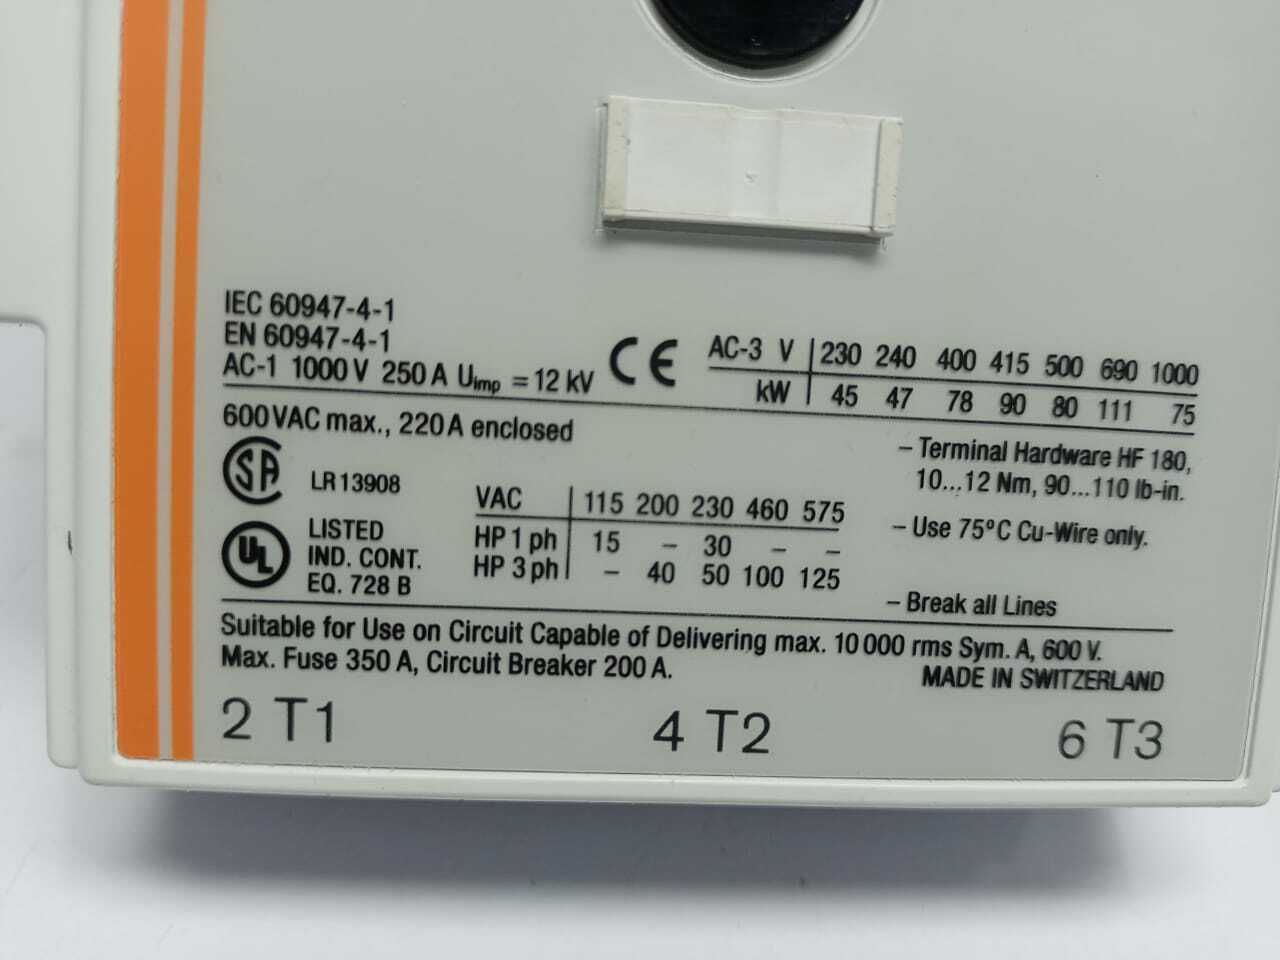 IEC 60947-4-1
EN 60947-4-1
AC-1 1000 V 250 A Uimp = 12 kV
CE
AC-3 V 230 240 400 415 500 690 1000
kW 45 47 78 90 80 111 75
600 VAC max., 220 A enclosed
SA LR 13908
UL LISTED
IND. CONT.
EQ. 728 B
VAC 115 200 230 460 575
HP 1 ph 15 – 30 – –
HP 3 ph – 40 50 100 125
– Terminal Hardware HF 180,
10...12 Nm, 90...110 lb-in.
– Use 75°C Cu-Wire only.
– Break all Lines
Suitable for Use on Circuit Capable of Delivering max. 10 000 rms Sym. A, 600 V.
Max. Fuse 350 A, Circuit Breaker 200 A.
MADE IN SWITZERLAND
2 T1 4 T2 6 T3